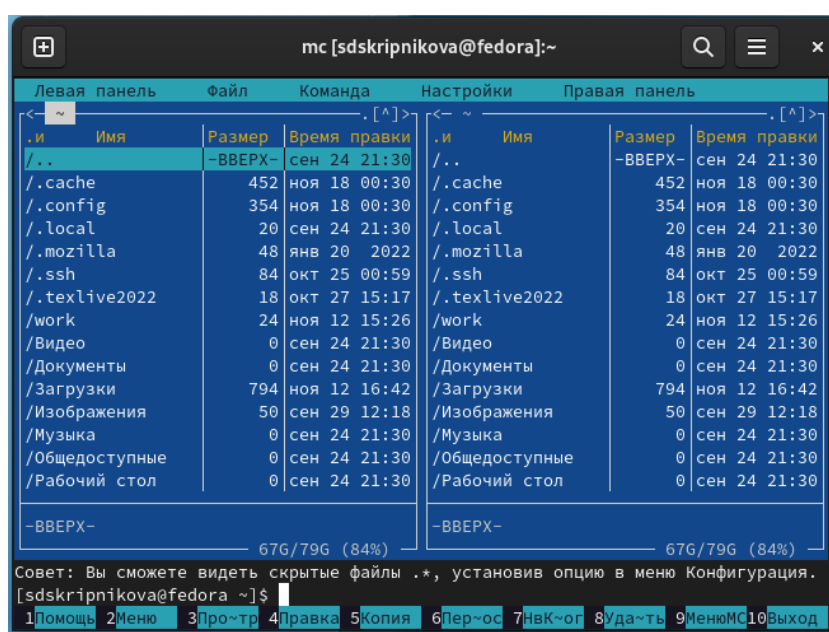 mc [sdskripnikova@fedora]:~
Левая панель Файл Команда Настройки Правая панель
<— ~ .[^]> <— ~ .[^]>
.и Имя Размер Время правки .и Имя Размер Время правки
/.. -ВВЕРХ- сен 24 21:30 /.. -ВВЕРХ- сен 24 21:30
/.cache 452 ноя 18 00:30 /.cache 452 ноя 18 00:30
/.config 354 ноя 18 00:30 /.config 354 ноя 18 00:30
/.local 20 сен 24 21:30 /.local 20 сен 24 21:30
/.mozilla 48 янв 20 2022 /.mozilla 48 янв 20 2022
/.ssh 84 окт 25 00:59 /.ssh 84 окт 25 00:59
/.texlive2022 18 окт 27 15:17 /.texlive2022 18 окт 27 15:17
/work 24 ноя 12 15:26 /work 24 ноя 12 15:26
/Видео 0 сен 24 21:30 /Видео 0 сен 24 21:30
/Документы 0 сен 24 21:30 /Документы 0 сен 24 21:30
/Загрузки 794 ноя 12 16:42 /Загрузки 794 ноя 12 16:42
/Изображения 50 сен 29 12:18 /Изображения 50 сен 29 12:18
/Музыка 0 сен 24 21:30 /Музыка 0 сен 24 21:30
/Общедоступные 0 сен 24 21:30 /Общедоступные 0 сен 24 21:30
/Рабочий стол 0 сен 24 21:30 /Рабочий стол 0 сен 24 21:30
-ВВЕРХ- -ВВЕРХ-
67G/79G (84%) 67G/79G (84%)
Совет: Вы сможете видеть скрытые файлы .*, установив опцию в меню Конфигурация.
[sdskripnikova@fedora ~]$
1Помощь 2Меню 3Про~тр 4Правка 5Копия 6Пер~ос 7НвК~ог 8Уда~ть 9МенюMC 10Выход